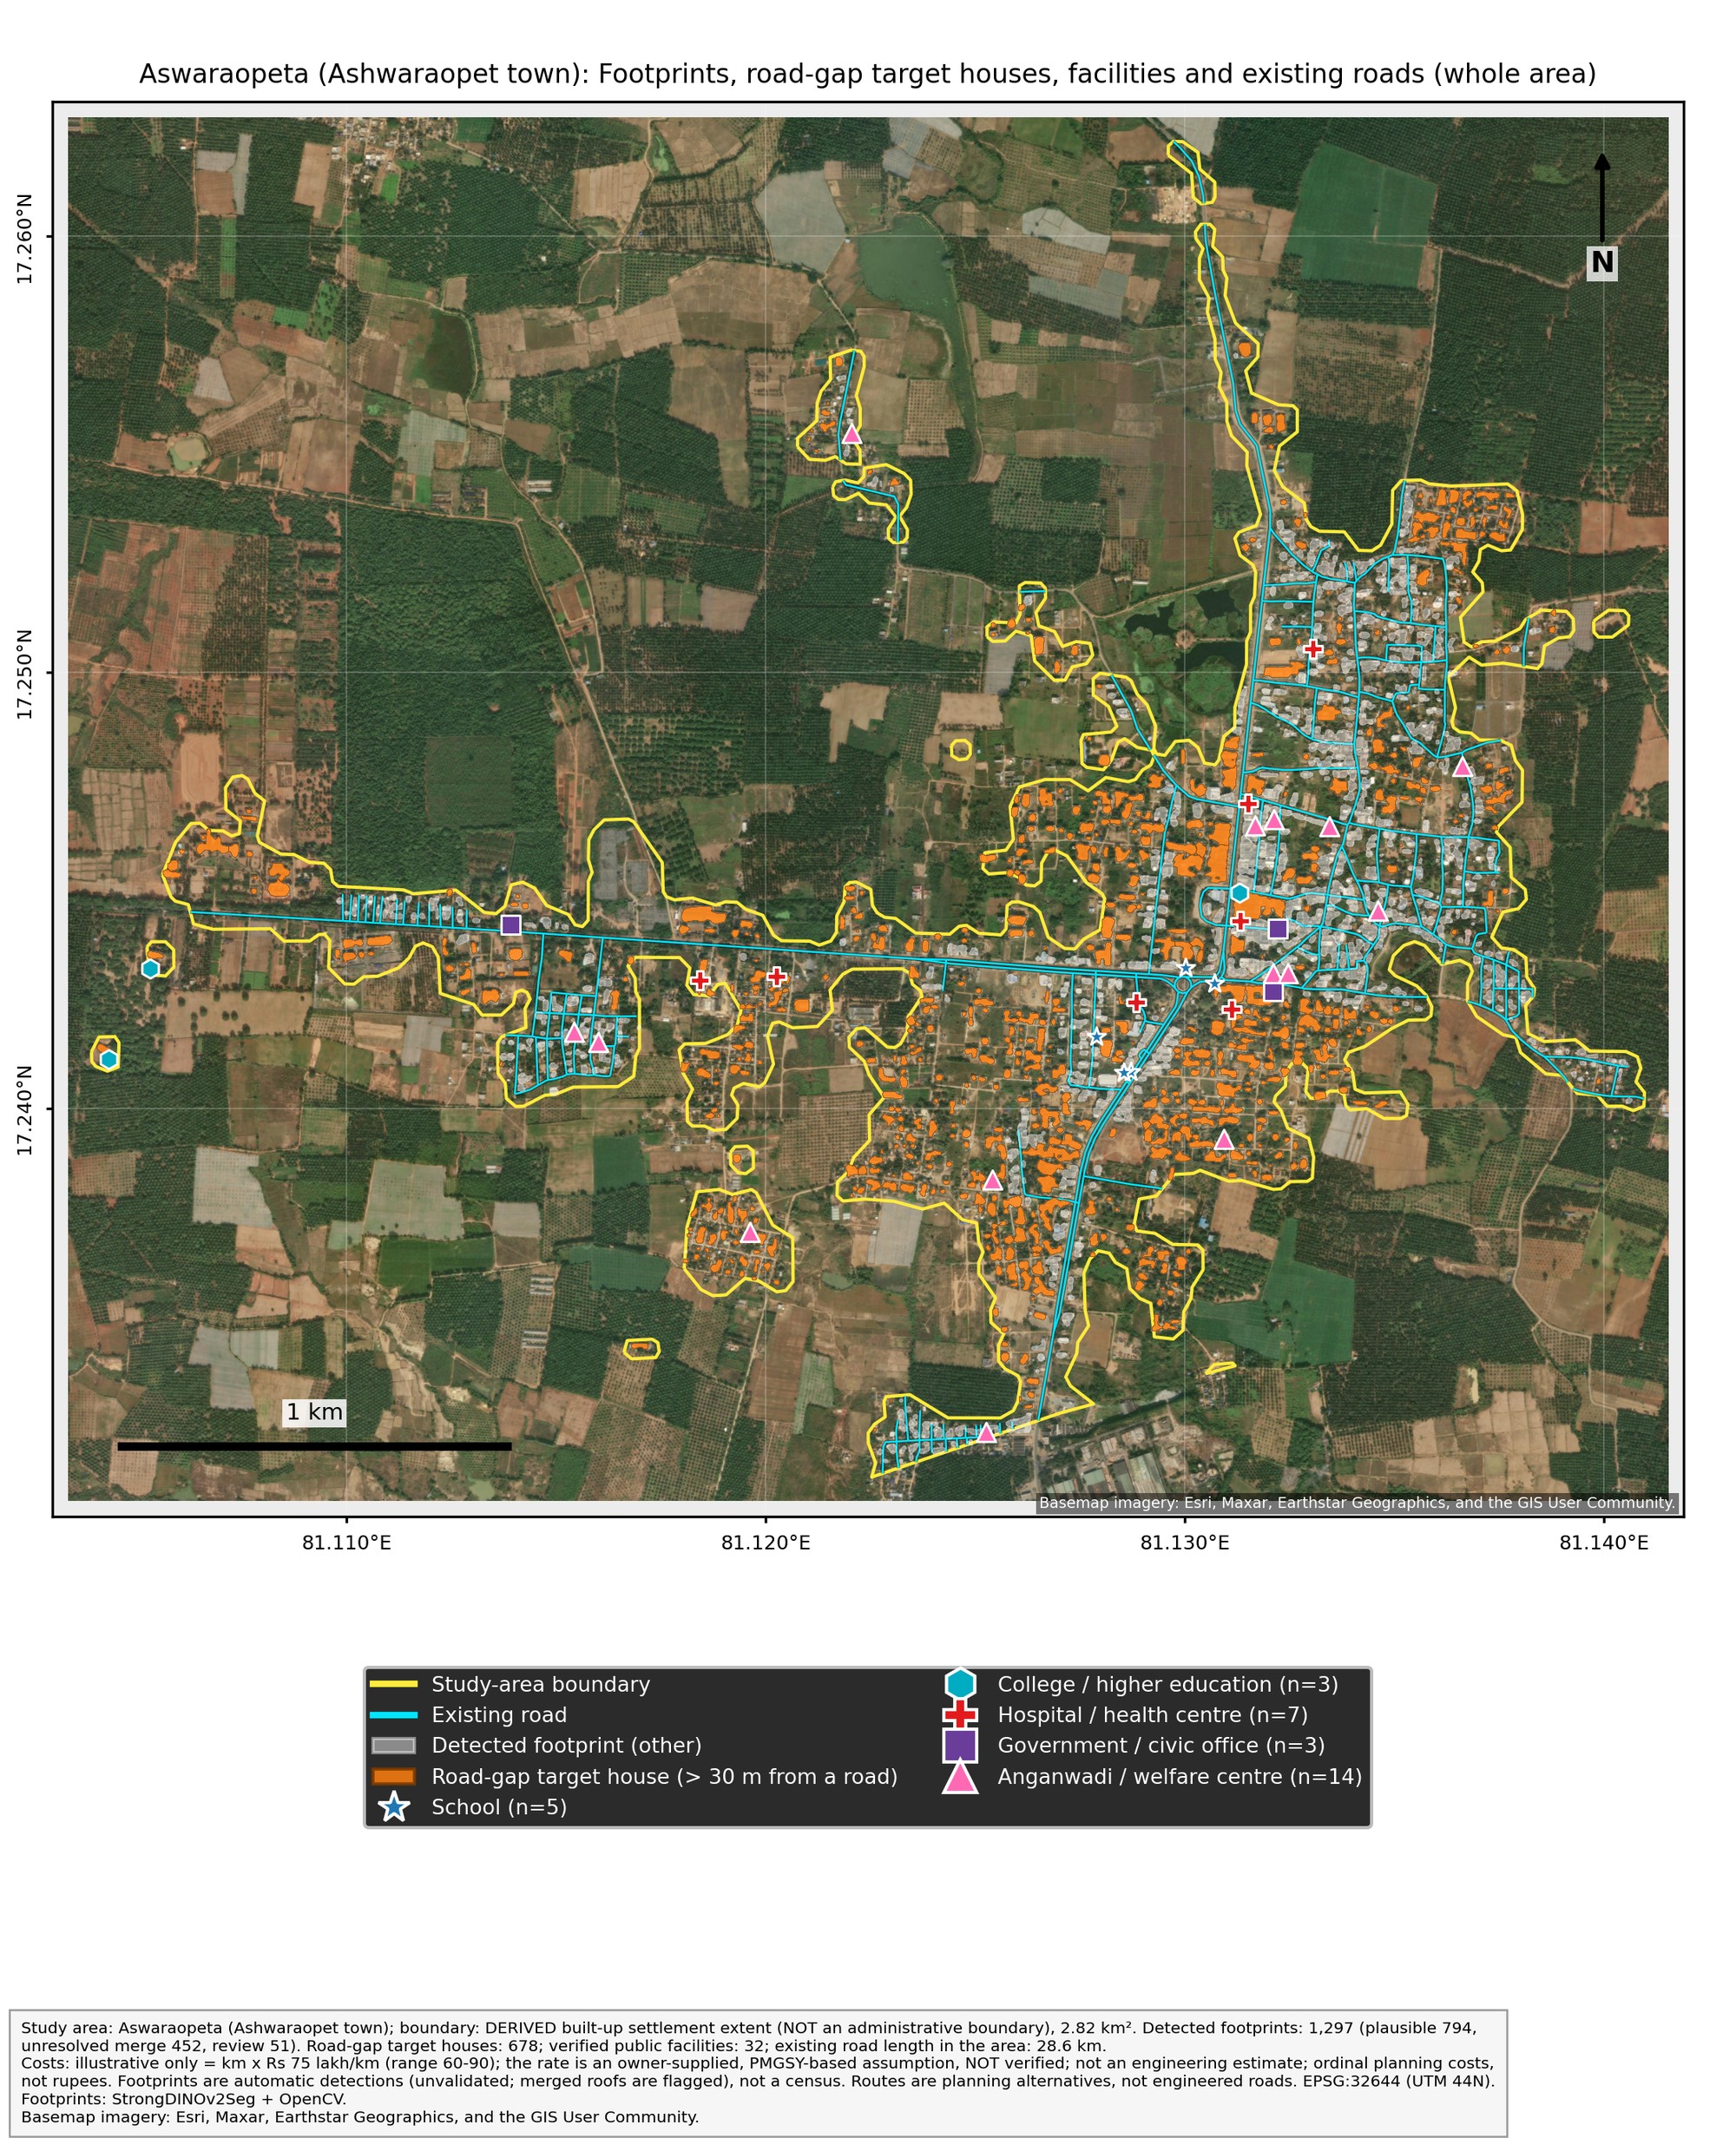 Aswaraopeta (Ashwaraopet town): Footprints, road-gap target houses, facilities and existing roads (whole area)
17.260°N
17.250°N
17.240°N
N
1 km
Basemap imagery: Esri, Maxar, Earthstar Geographics, and the GIS User Community.
81.110°E
81.120°E
81.130°E
81.140°E
Study-area boundary
Existing road
Detected footprint (other)
Road-gap target house (> 30 m from a road)
School (n=5)
College / higher education (n=3)
Hospital / health centre (n=7)
Government / civic office (n=3)
Anganwadi / welfare centre (n=14)
Study area: Aswaraopeta (Ashwaraopet town); boundary: DERIVED built-up settlement extent (NOT an administrative boundary), 2.82 km². Detected footprints: 1,297 (plausible 794,
unresolved merge 452, review 51). Road-gap target houses: 678; verified public facilities: 32; existing road length in the area: 28.6 km.
Costs: illustrative only = km x Rs 75 lakh/km (range 60-90); the rate is an owner-supplied, PMGSY-based assumption, NOT verified; not an engineering estimate; ordinal planning costs,
not rupees. Footprints are automatic detections (unvalidated; merged roofs are flagged), not a census. Routes are planning alternatives, not engineered roads. EPSG:32644 (UTM 44N).
Footprints: StrongDINOv2Seg + OpenCV.
Basemap imagery: Esri, Maxar, Earthstar Geographics, and the GIS User Community.